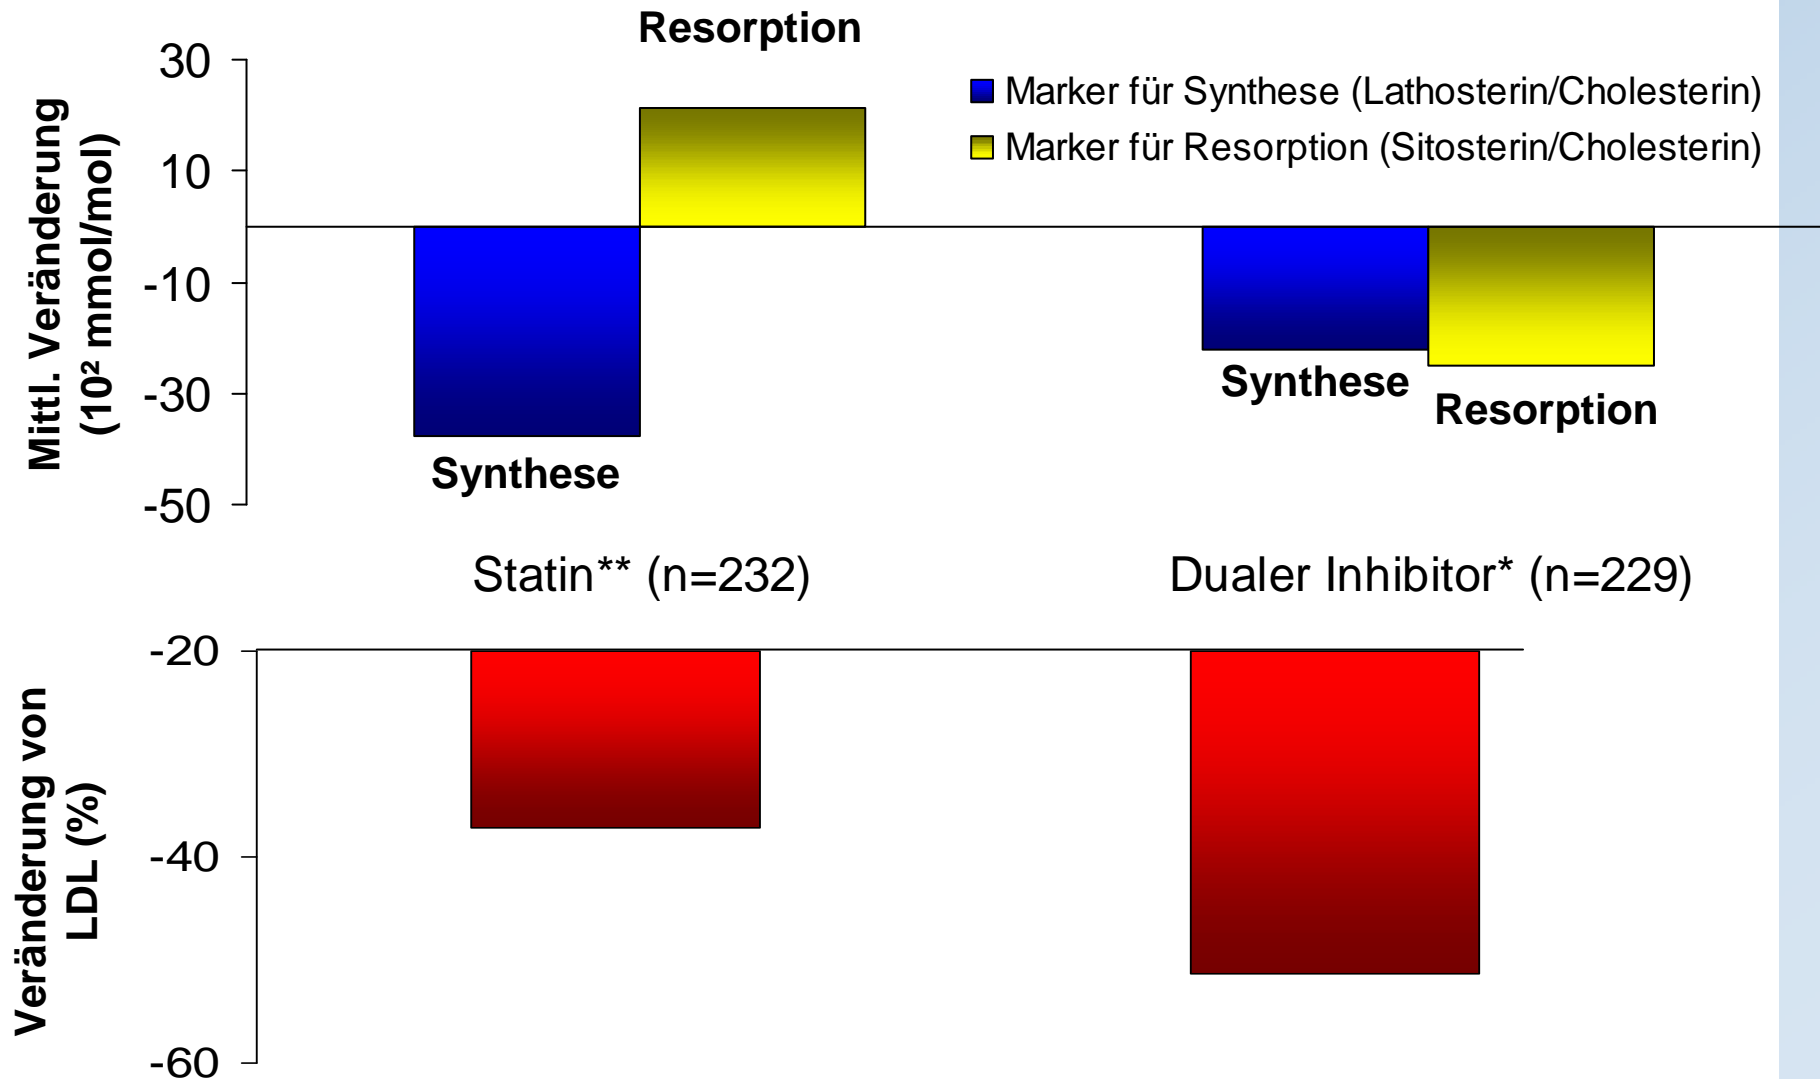 Resorption
30
10
-10
-30
-50
Mittl. Veränderung
(10² mmol/mol)
Marker für Synthese (Lathosterin/Cholesterin)
Marker für Resorption (Sitosterin/Cholesterin)
Synthese
Synthese
Resorption
Statin** (n=232)
Dualer Inhibitor* (n=229)
-20
-40
-60
Veränderung von
LDL (%)